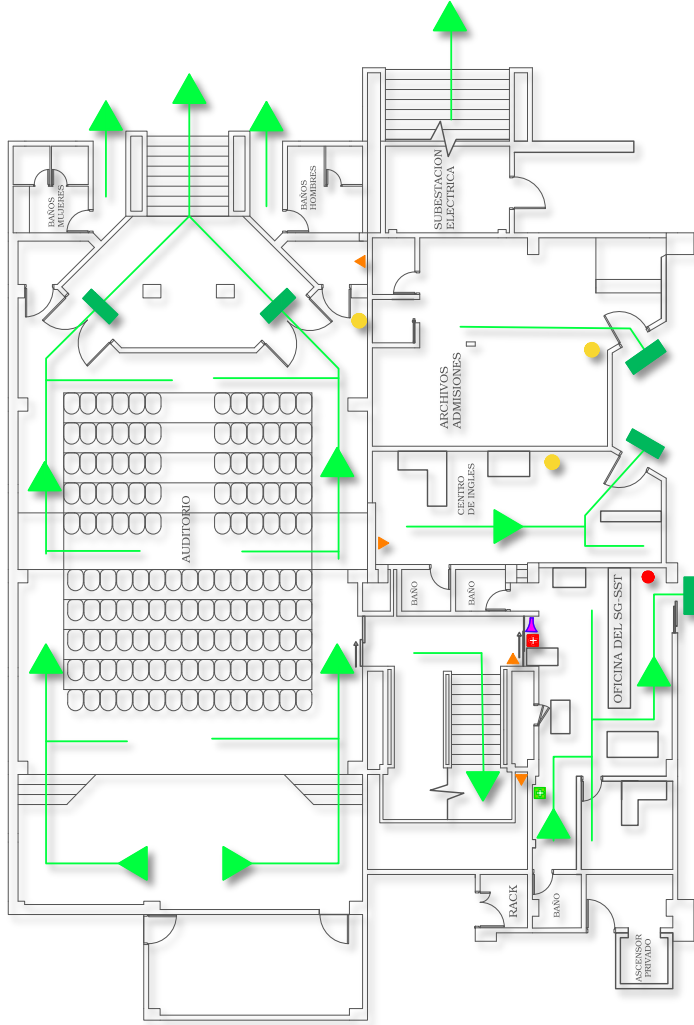 SUBESTACION
ELECTRICA
BAÑOS
MUJERES
BAÑOS
HOMBRES
ARCHIVOS
ADMISIONES
CENTRO
DE INGLES
AUDITORIO
BAÑO
BAÑO
OFICINA DEL SG-SST
RACK
BAÑO
ASCENSOR
PRIVADO